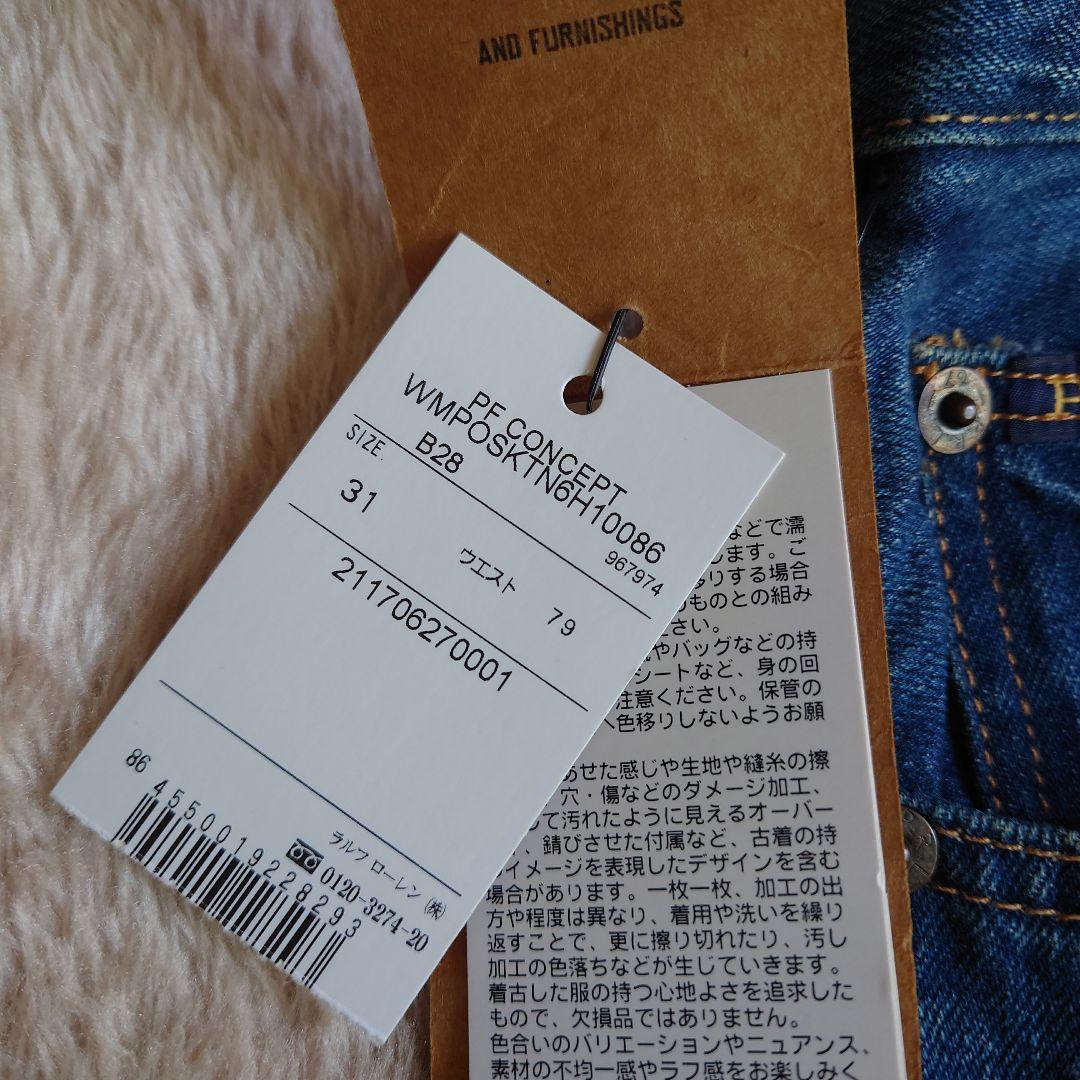 AND FURNISHINGS
PF CONCEPT
WMPOSKTN6H10086
B28
967974
SIZE.
31
ウエスト
79
211706270001
86
4550019228293
ラルフ ローレン ㈱
0120-3274-20
などで濡
します。ご
移りする場合
のものとの組み
ださい。
靴やバッグなどの持
シートなど、身の回
注意ください。保管の
へ色移りしないようお願
あせた感じや生地や縫糸の擦
穴・傷などのダメージ加工、
して汚れたように見えるオーバー
、錆びさせた付属など、古着の持
イメージを表現したデザインを含む
場合があります。一枚一枚、加工の出
方や程度は異なり、着用や洗いを繰り
返すことで、更に擦り切れたり、汚し
加工の色落ちなどが生じていきます。
着古した服の持つ心地よさを追求した
もので、欠損品ではありません。
色合いのバリエーションやニュアンス、
素材の不均一感やラフ感をお楽しみく